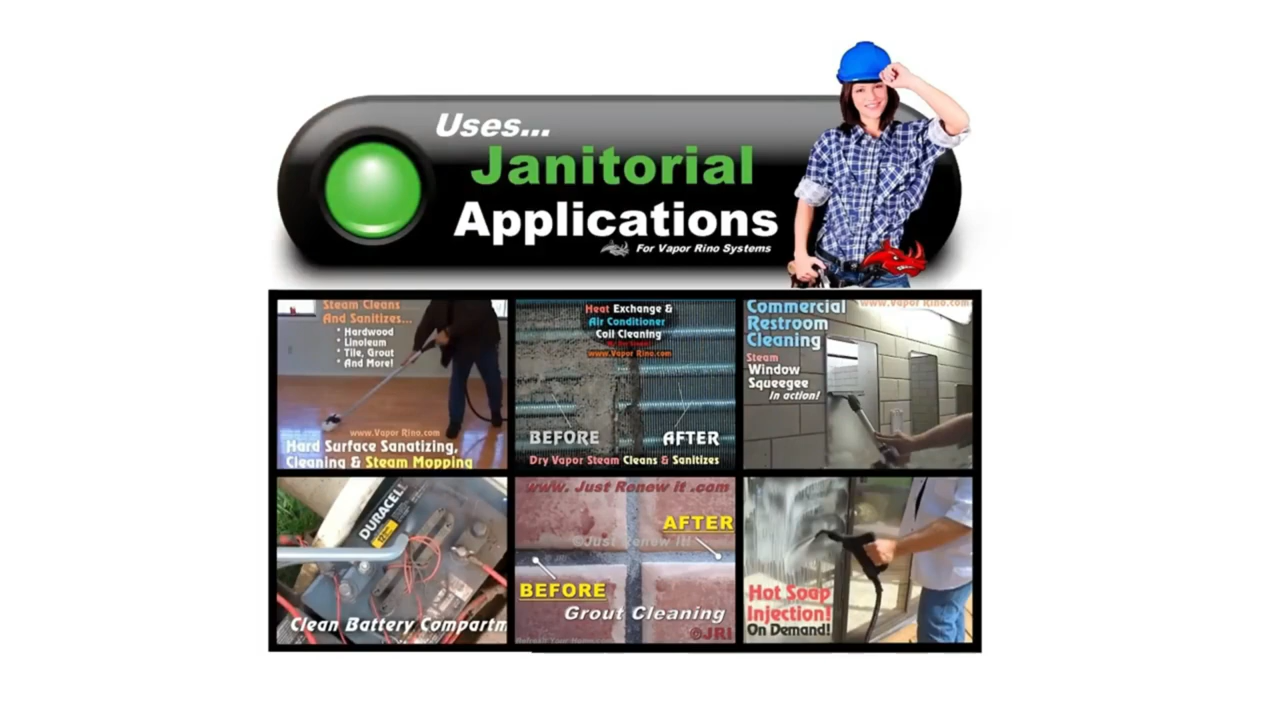 Uses...
Janitorial
Applications
For Vapor Rino Systems
Steam Cleans
And Sanitizes...
* Hardwood
* Linoleum
* Tile, Grout
* And More!
www.Vapor Rino.com
Hard Surface Sanatizing,
Cleaning & Steam Mopping
Heat Exchange &
Air Conditioner
Coil Cleaning
www.Vapor Rino.com
BEFORE AFTER
Dry Vapor Steam Cleans & Sanitizes
www.Vapor Rino.com
Commercial
Restroom
Cleaning
Steam
Window
Squeegee
In action!
DURACELL
Clean Battery Compartm
www. Just Renew it .com
AFTER
©Just Renew It!
BEFORE
Grout Cleaning
©JRI
Hot Soap
Injection!
On Demand!